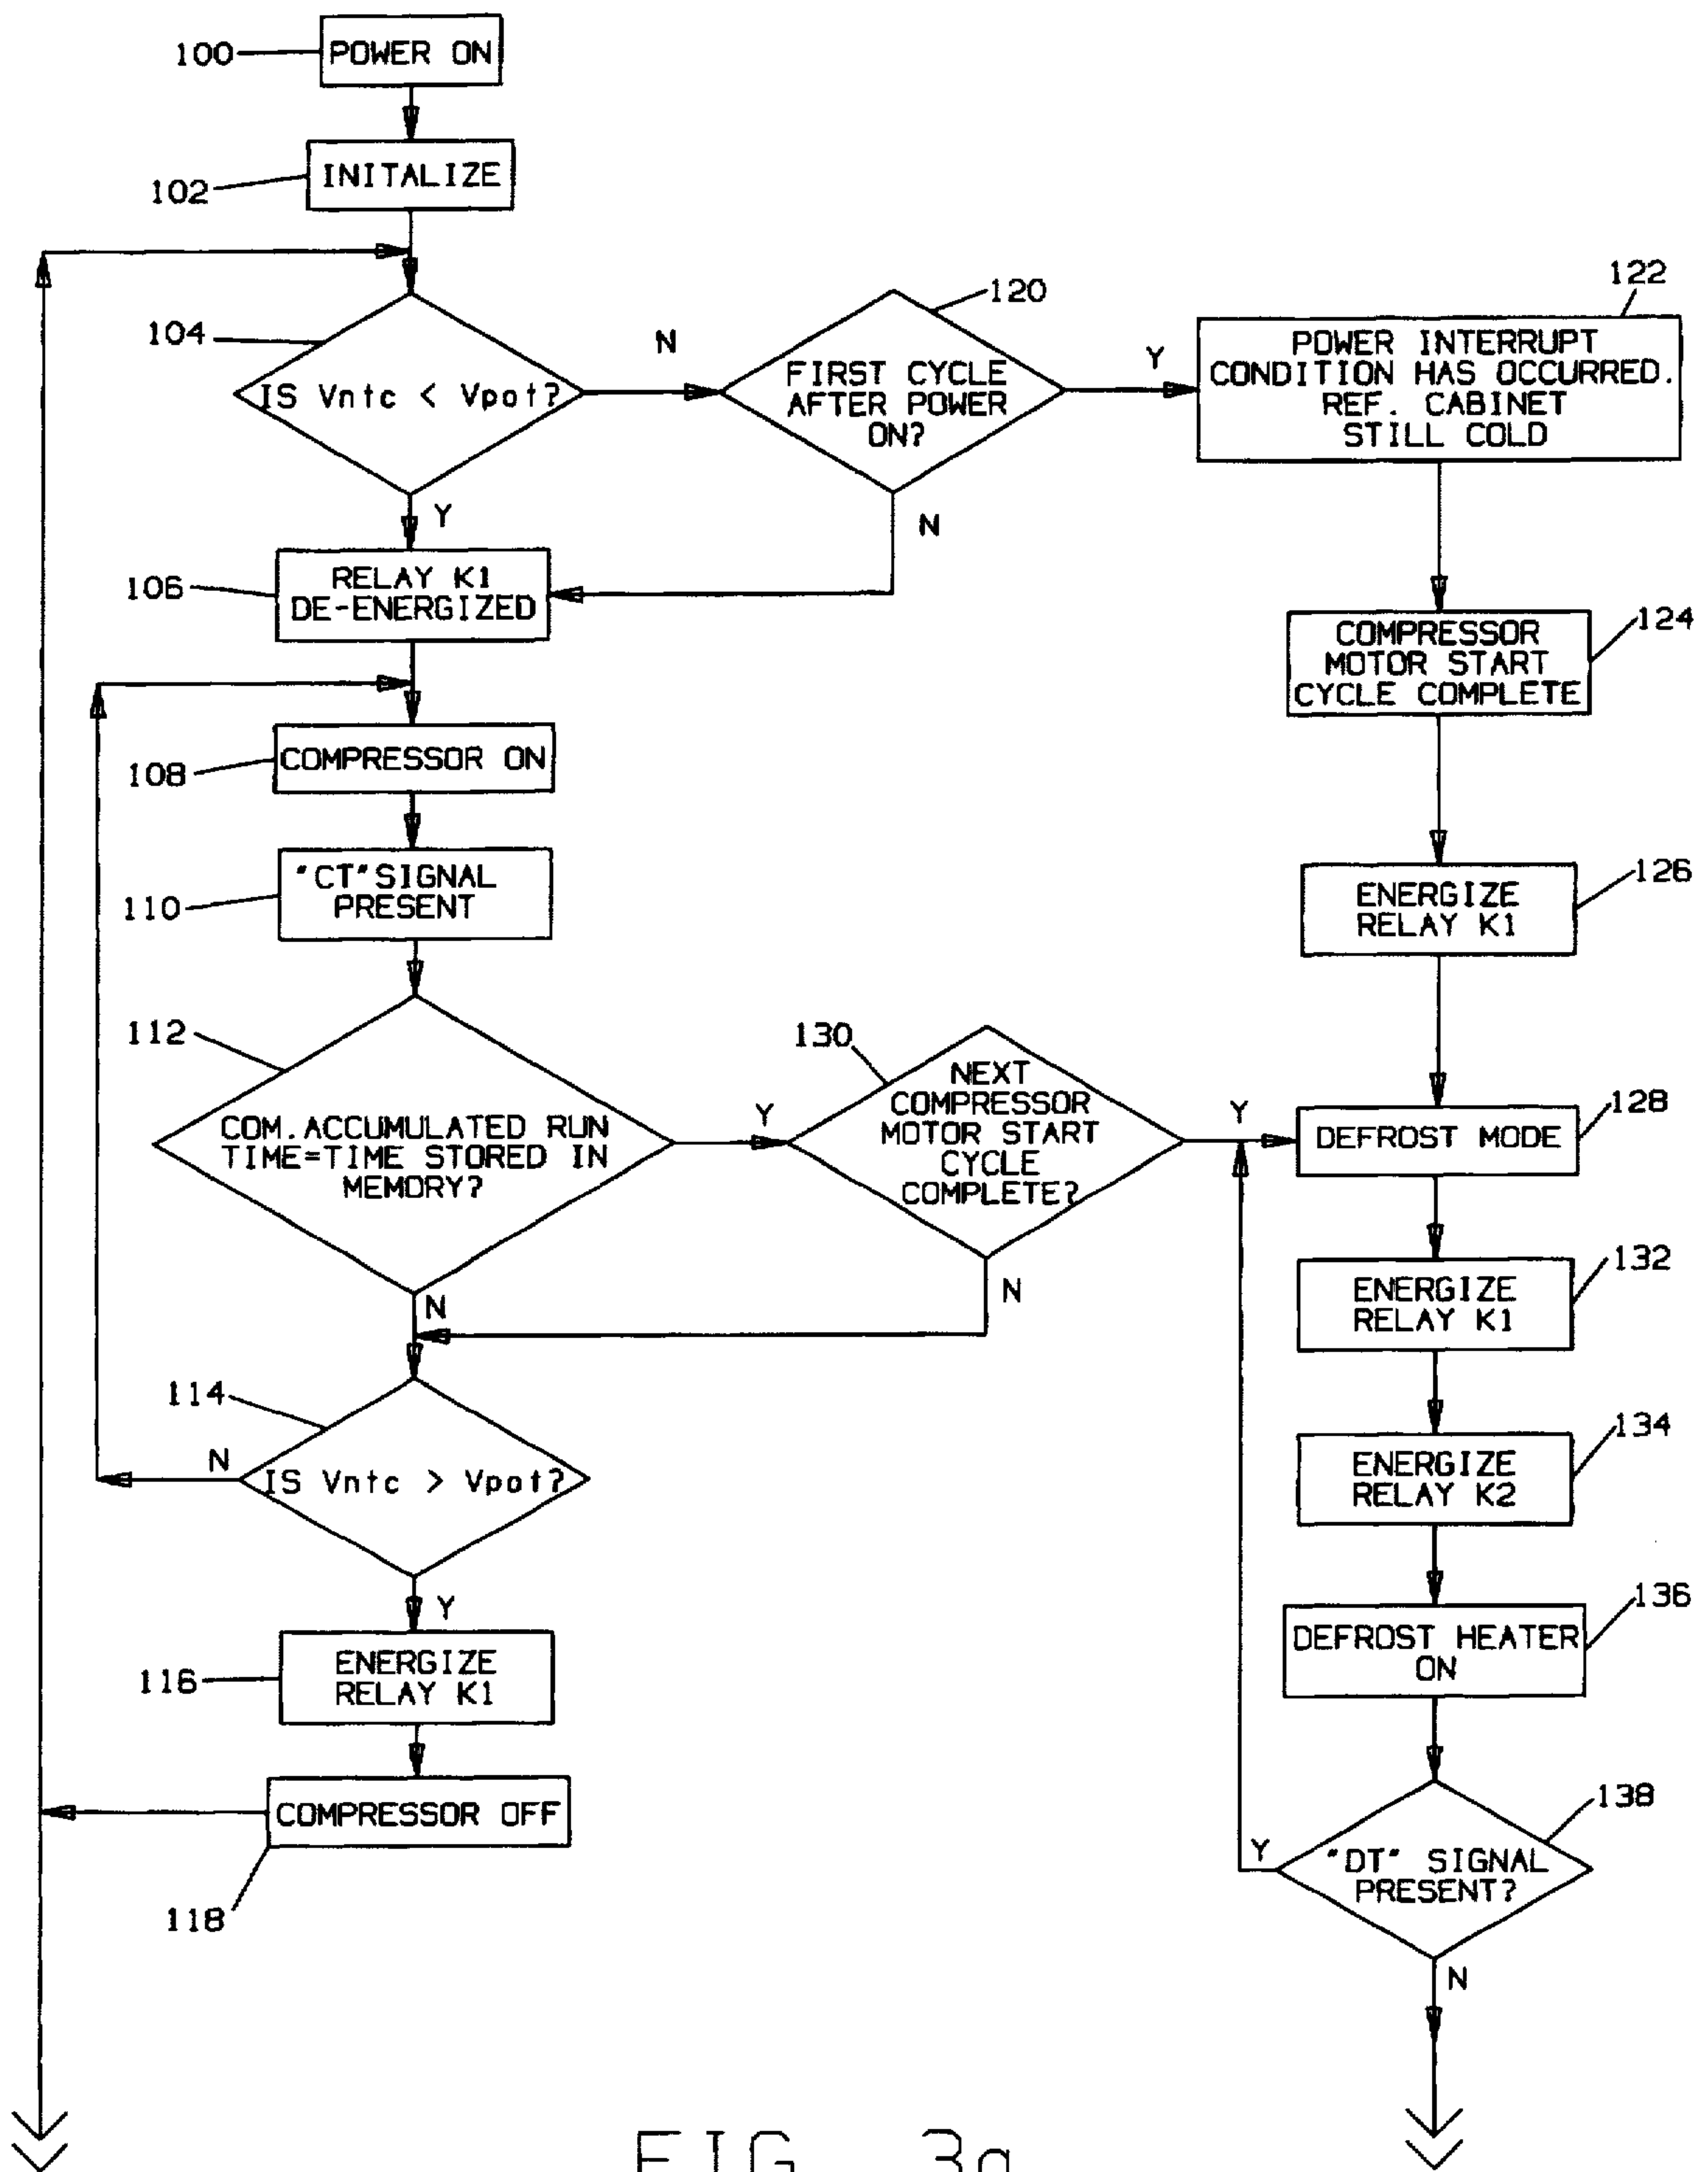 100
POWER ON
102
INITALIZE
104
IS Vntc < Vpot?
N
Y
120
FIRST CYCLE
AFTER POWER
ON?
Y
N
122
POWER INTERRUPT
CONDITION HAS OCCURRED.
REF. CABINET
STILL COLD
106
RELAY K1
DE-ENERGIZED
124
COMPRESSOR
MOTOR START
CYCLE COMPLETE
108
COMPRESSOR ON
110
"CT"SIGNAL
PRESENT
126
ENERGIZE
RELAY K1
112
COM.ACCUMULATED RUN
TIME=TIME STORED IN
MEMORY?
Y
N
130
NEXT
COMPRESSOR
MOTOR START
CYCLE
COMPLETE?
Y
N
128
DEFROST MODE
132
ENERGIZE
RELAY K1
114
IS Vntc > Vpot?
N
Y
134
ENERGIZE
RELAY K2
116
ENERGIZE
RELAY K1
136
DEFROST HEATER
ON
118
COMPRESSOR OFF
138
"DT" SIGNAL
PRESENT?
Y
N
FIG. 3a